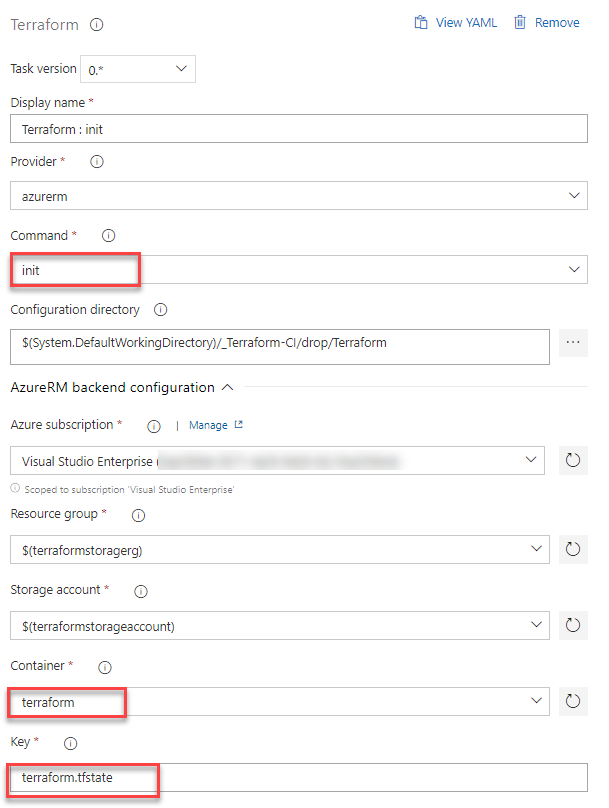 Terraform
View YAML
Remove
Task version
0.*
Display name *
Terraform : init
Provider *
azurerm
Command *
init
Configuration directory
$(System.DefaultWorkingDirectory)/_Terraform-CI/drop/Terraform
...
AzureRM backend configuration
Azure subscription *
| Manage
Visual Studio Enterprise (
Scoped to subscription 'Visual Studio Enterprise'
Resource group *
$(terraformstoragerg)
Storage account *
$(terraformstorageaccount)
Container *
terraform
Key *
terraform.tfstate